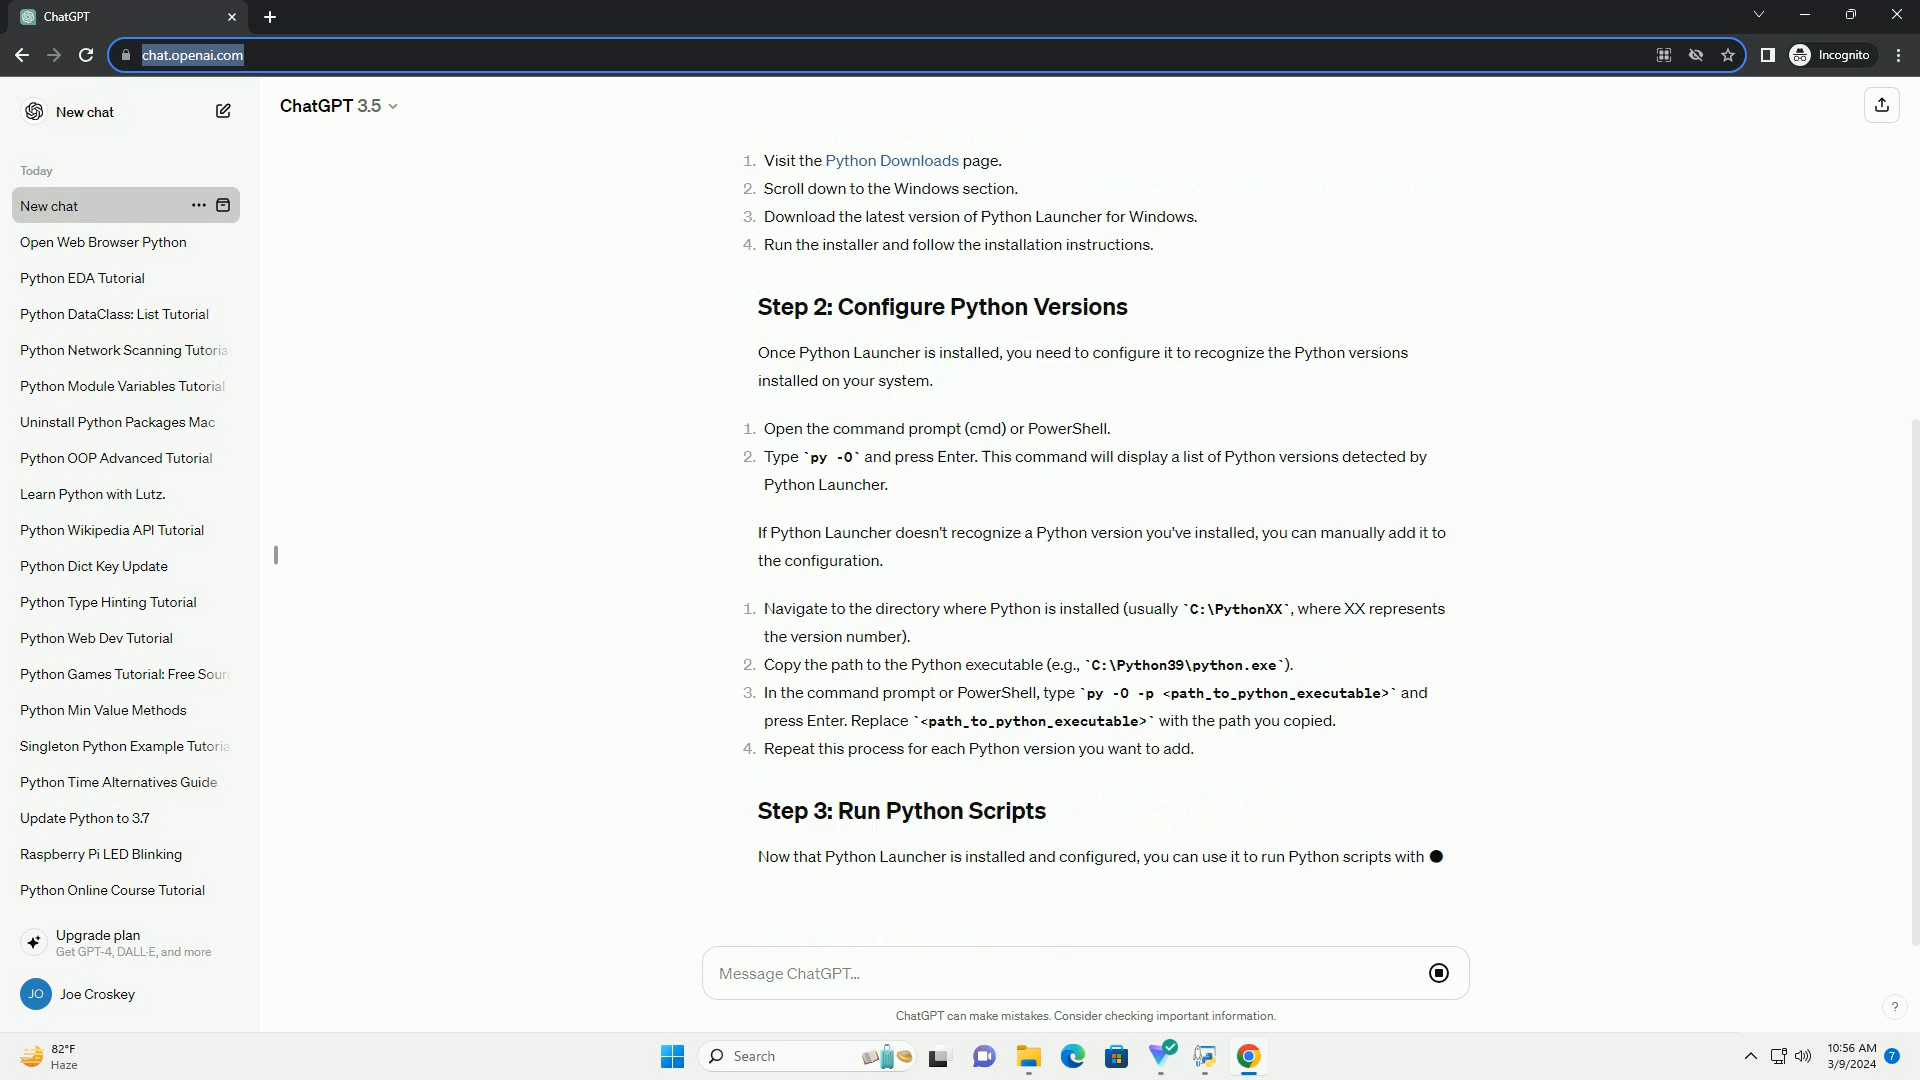 ChatGPT
chat.openai.com
Incognito
New chat
ChatGPT 3.5
Today
New chat
Open Web Browser Python
Python EDA Tutorial
Python DataClass: List Tutorial
Python Network Scanning Tutoria
Python Module Variables Tutorial
Uninstall Python Packages Mac
Python OOP Advanced Tutorial
Learn Python with Lutz.
Python Wikipedia API Tutorial
Python Dict Key Update
Python Type Hinting Tutorial
Python Web Dev Tutorial
Python Games Tutorial: Free Sour
Python Min Value Methods
Singleton Python Example Tutoria
Python Time Alternatives Guide
Update Python to 3.7
Raspberry Pi LED Blinking
Python Online Course Tutorial
Upgrade plan
Get GPT-4, DALL·E, and more
JO Joe Croskey
1. Visit the Python Downloads page.
2. Scroll down to the Windows section.
3. Download the latest version of Python Launcher for Windows.
4. Run the installer and follow the installation instructions.
Step 2: Configure Python Versions
Once Python Launcher is installed, you need to configure it to recognize the Python versions
installed on your system.
1. Open the command prompt (cmd) or PowerShell.
2. Type `py -0` and press Enter. This command will display a list of Python versions detected by
Python Launcher.
If Python Launcher doesn't recognize a Python version you've installed, you can manually add it to
the configuration.
1. Navigate to the directory where Python is installed (usually `C:\PythonXX`, where XX represents
the version number).
2. Copy the path to the Python executable (e.g., `C:\Python39\python.exe`).
3. In the command prompt or PowerShell, type `py -0 -p <path_to_python_executable>` and
press Enter. Replace `<path_to_python_executable>` with the path you copied.
4. Repeat this process for each Python version you want to add.
Step 3: Run Python Scripts
Now that Python Launcher is installed and configured, you can use it to run Python scripts with
Message ChatGPT...
ChatGPT can make mistakes. Consider checking important information.
?
82°F
Haze
Search
10:56 AM
3/9/2024
7